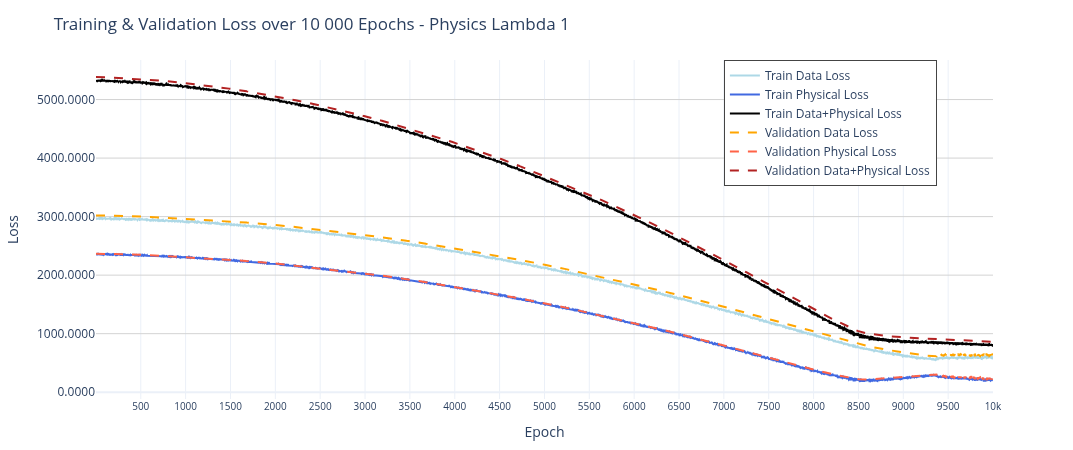 Training & Validation Loss over 10 000 Epochs - Physics Lambda 1
Train Data Loss
Train Physical Loss
Train Data+Physical Loss
Validation Data Loss
Validation Physical Loss
Validation Data+Physical Loss
Loss
5000.0000
4000.0000
3000.0000
2000.0000
1000.0000
0.0000
500 1000 1500 2000 2500 3000 3500 4000 4500 5000 5500 6000 6500 7000 7500 8000 8500 9000 9500 10k
Epoch